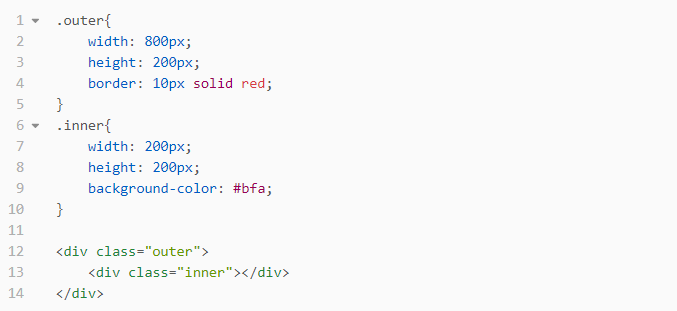 1 .outer{
2     width: 800px;
3     height: 200px;
4     border: 10px solid red;
5 }
6 .inner{
7     width: 200px;
8     height: 200px;
9     background-color: #bfa;
10 }
11
12 <div class="outer">
13     <div class="inner"></div>
14 </div>